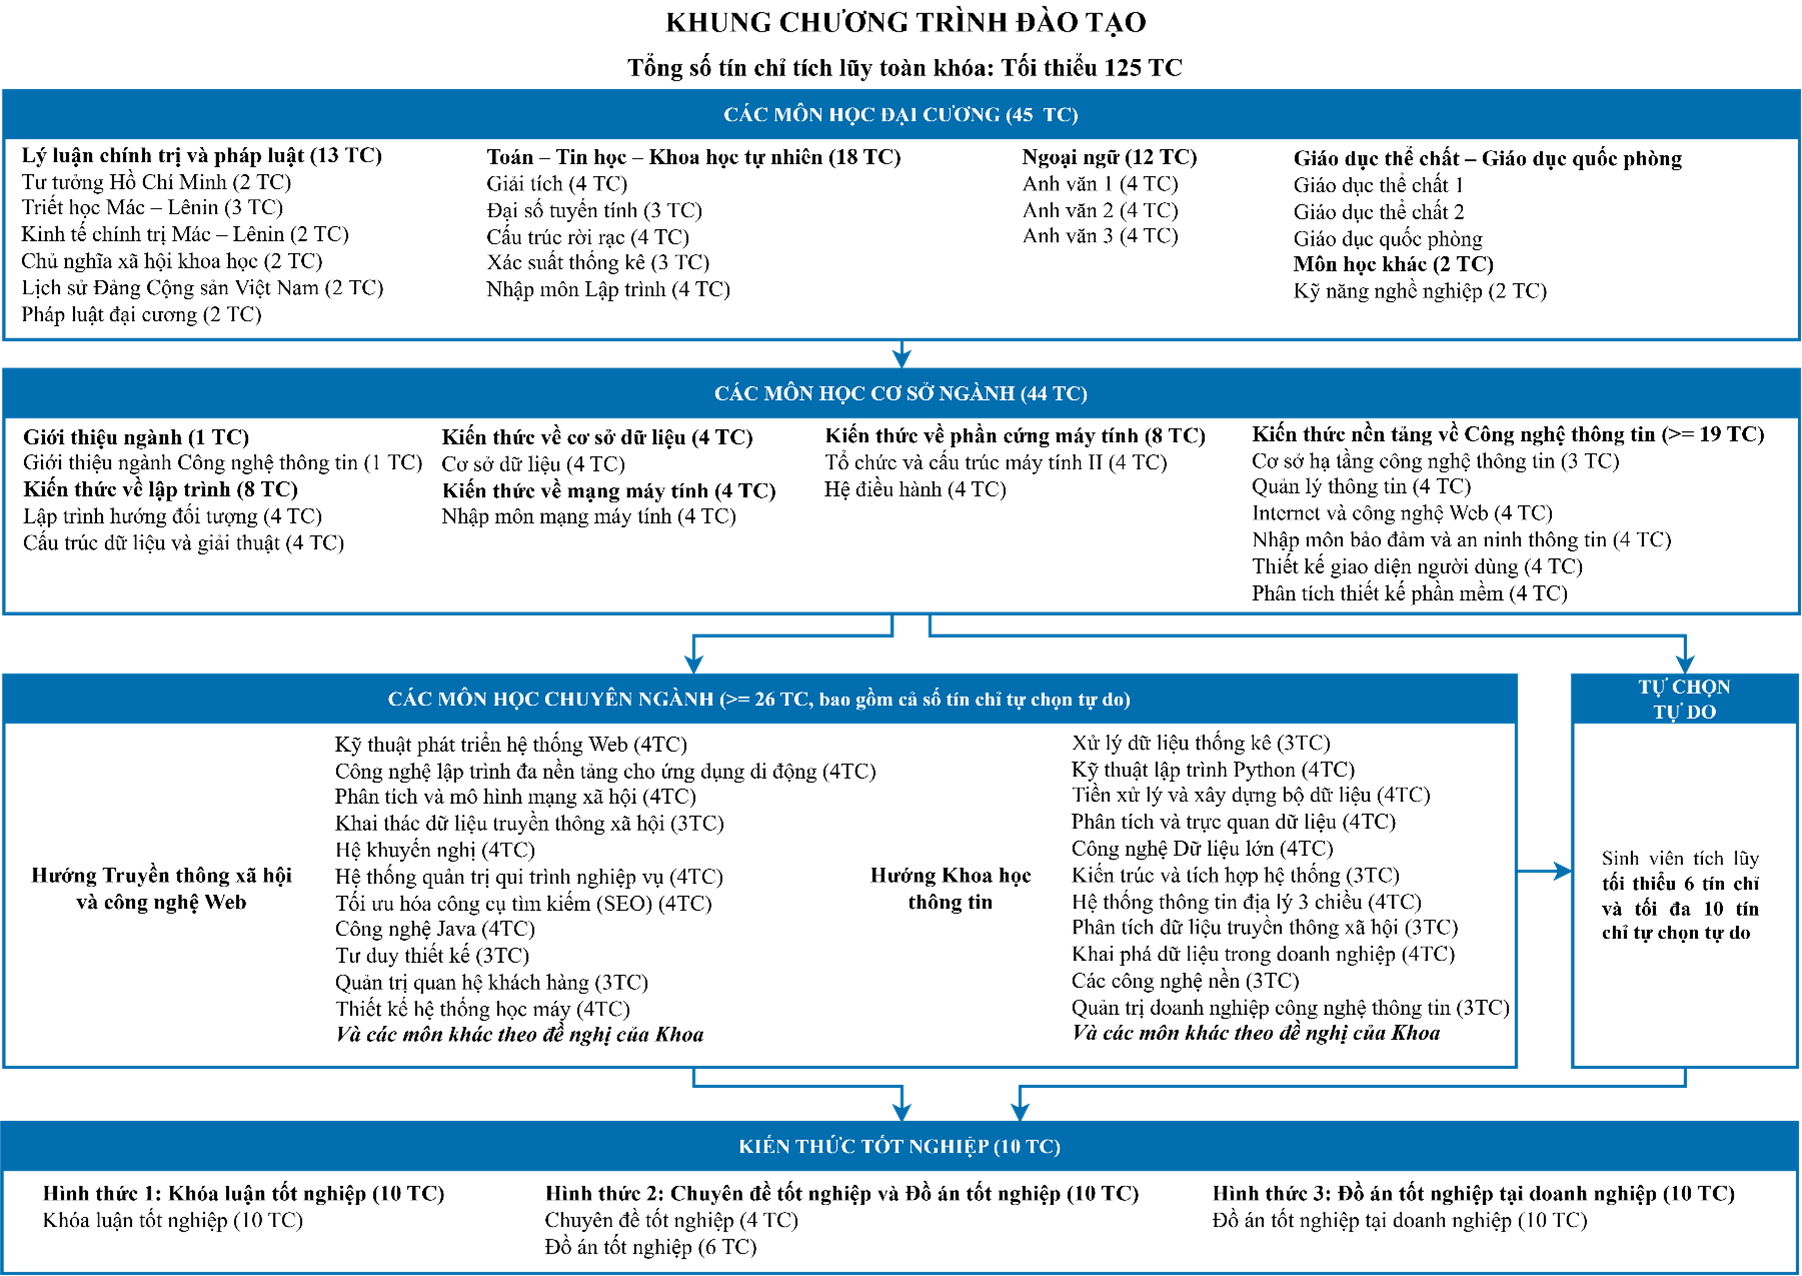 KHUNG CHƯƠNG TRÌNH ĐÀO TẠO
Tổng số tín chỉ tích lũy toàn khóa: Tối thiểu 125 TC
CÁC MÔN HỌC ĐẠI CƯƠNG (45 TC)
Lý luận chính trị và pháp luật (13 TC)
Tư tưởng Hồ Chí Minh (2 TC)
Triết học Mác – Lênin (3 TC)
Kinh tế chính trị Mác – Lênin (2 TC)
Chủ nghĩa xã hội khoa học (2 TC)
Lịch sử Đảng Cộng sản Việt Nam (2 TC)
Pháp luật đại cương (2 TC)
Toán – Tin học – Khoa học tự nhiên (18 TC)
Giải tích (4 TC)
Đại số tuyến tính (3 TC)
Cấu trúc rời rạc (4 TC)
Xác suất thống kê (3 TC)
Nhập môn Lập trình (4 TC)
Ngoại ngữ (12 TC)
Anh văn 1 (4 TC)
Anh văn 2 (4 TC)
Anh văn 3 (4 TC)
Giáo dục thể chất – Giáo dục quốc phòng
Giáo dục thể chất 1
Giáo dục thể chất 2
Giáo dục quốc phòng
Môn học khác (2 TC)
Kỹ năng nghề nghiệp (2 TC)
CÁC MÔN HỌC CƠ SỞ NGÀNH (44 TC)
Giới thiệu ngành (1 TC)
Giới thiệu ngành Công nghệ thông tin (1 TC)
Kiến thức về lập trình (8 TC)
Lập trình hướng đối tượng (4 TC)
Cấu trúc dữ liệu và giải thuật (4 TC)
Kiến thức về cơ sở dữ liệu (4 TC)
Cơ sở dữ liệu (4 TC)
Kiến thức về mạng máy tính (4 TC)
Nhập môn mạng máy tính (4 TC)
Kiến thức về phần cứng máy tính (8 TC)
Tổ chức và cấu trúc máy tính II (4 TC)
Hệ điều hành (4 TC)
Kiến thức nền tảng về Công nghệ thông tin (>= 19 TC)
Cơ sở hạ tầng công nghệ thông tin (3 TC)
Quản lý thông tin (4 TC)
Internet và công nghệ Web (4 TC)
Nhập môn bảo đảm và an ninh thông tin (4 TC)
Thiết kế giao diện người dùng (4 TC)
Phân tích thiết kế phần mềm (4 TC)
CÁC MÔN HỌC CHUYÊN NGÀNH (>= 26 TC, bao gồm cả số tín chỉ tự chọn tự do)
Hướng Truyền thông xã hội
và công nghệ Web
Kỹ thuật phát triển hệ thống Web (4TC)
Công nghệ lập trình đa nền tảng cho ứng dụng di động (4TC)
Phân tích và mô hình mạng xã hội (4TC)
Khai thác dữ liệu truyền thông xã hội (3TC)
Hệ khuyến nghị (4TC)
Hệ thống quản trị qui trình nghiệp vụ (4TC)
Tối ưu hóa công cụ tìm kiếm (SEO) (4TC)
Công nghệ Java (4TC)
Tư duy thiết kế (3TC)
Quản trị quan hệ khách hàng (3TC)
Thiết kế hệ thống học máy (4TC)
Và các môn khác theo đề nghị của Khoa
Hướng Khoa học
thông tin
Xử lý dữ liệu thống kê (3TC)
Kỹ thuật lập trình Python (4TC)
Tiền xử lý và xây dựng bộ dữ liệu (4TC)
Phân tích và trực quan dữ liệu (4TC)
Công nghệ Dữ liệu lớn (4TC)
Kiến trúc và tích hợp hệ thống (3TC)
Hệ thống thông tin địa lý 3 chiều (4TC)
Phân tích dữ liệu truyền thông xã hội (3TC)
Khai phá dữ liệu trong doanh nghiệp (4TC)
Các công nghệ nền (3TC)
Quản trị doanh nghiệp công nghệ thông tin (3TC)
Và các môn khác theo đề nghị của Khoa
TỰ CHỌN
TỰ DO
Sinh viên tích lũy
tối thiểu 6 tín chỉ
và tối đa 10 tín
chỉ tự chọn tự do
KIẾN THỨC TỐT NGHIỆP (10 TC)
Hình thức 1: Khóa luận tốt nghiệp (10 TC)
Khóa luận tốt nghiệp (10 TC)
Hình thức 2: Chuyên đề tốt nghiệp và Đồ án tốt nghiệp (10 TC)
Chuyên đề tốt nghiệp (4 TC)
Đồ án tốt nghiệp (6 TC)
Hình thức 3: Đồ án tốt nghiệp tại doanh nghiệp (10 TC)
Đồ án tốt nghiệp tại doanh nghiệp (10 TC)